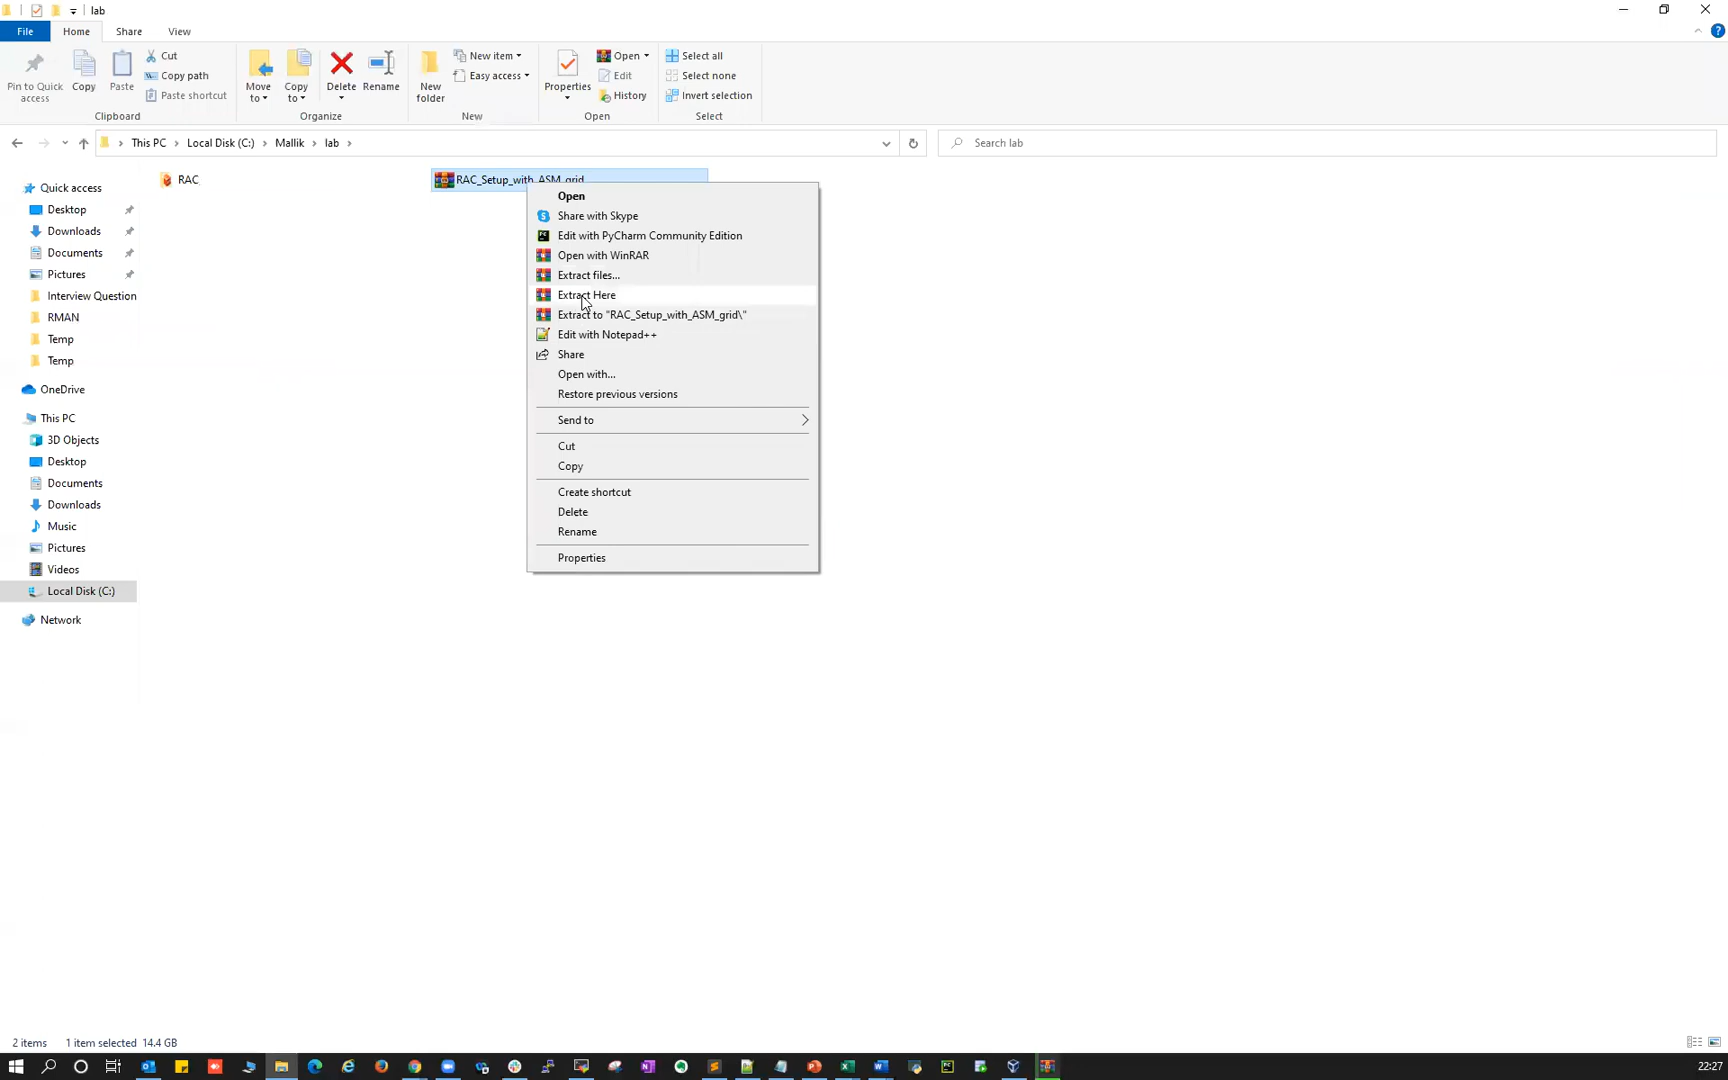 lab
File Home Share View
Pin to Quick access
Copy
Paste
Cut
Copy path
Paste shortcut
Clipboard
Move to
Copy to
Delete
Rename
Organize
New folder
New item
Easy access
New
Properties
Open
Edit
History
Open
Select all
Select none
Invert selection
Select
This PC
Local Disk (C:)
Mallik
lab
Search lab
Quick access
Desktop
Downloads
Documents
Pictures
Interview Question
RMAN
Temp
Temp
OneDrive
This PC
3D Objects
Desktop
Documents
Downloads
Music
Pictures
Videos
Local Disk (C:)
Network
RAC
RAC_Setup_with_ASM_grid
Open
Share with Skype
Edit with PyCharm Community Edition
Open with WinRAR
Extract files...
Extract Here
Extract to "RAC_Setup_with_ASM_grid\"
Edit with Notepad++
Share
Open with...
Restore previous versions
Send to
Cut
Copy
Create shortcut
Delete
Rename
Properties
2 items 1 item selected 14.4 GB
22:27